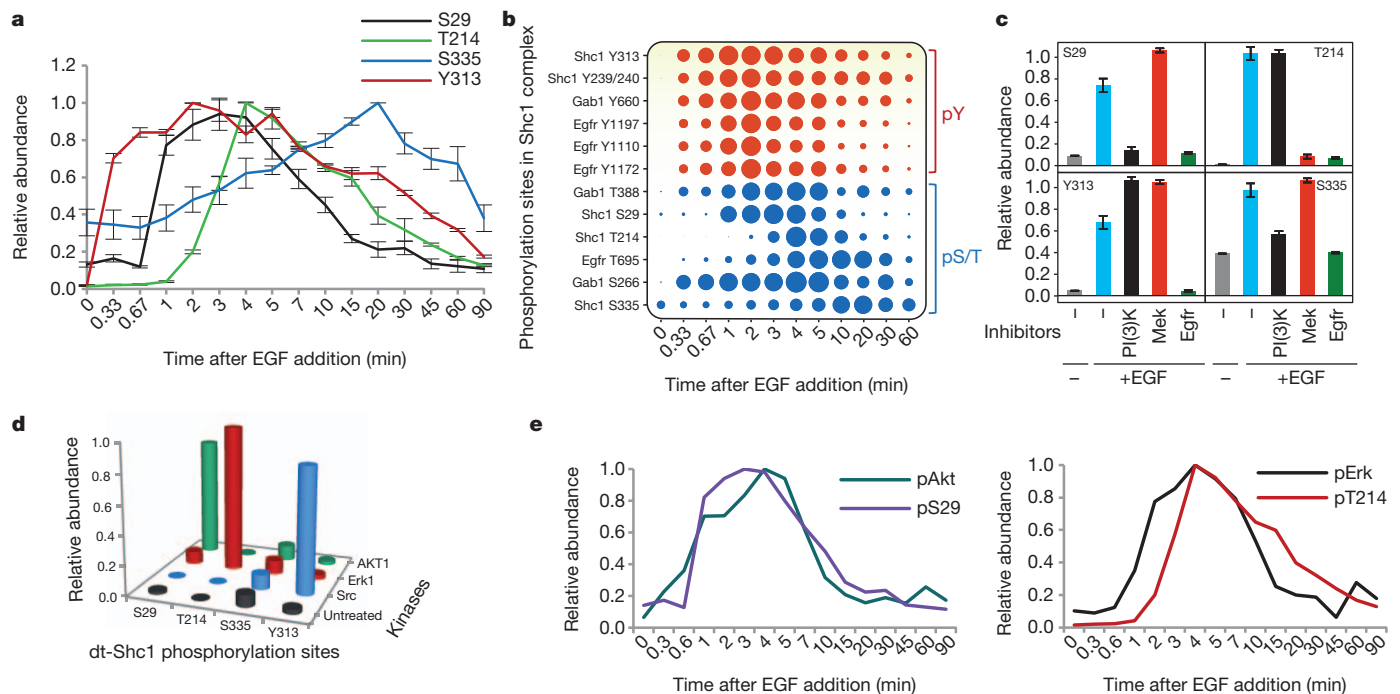 a
S29
T214
S335
Y313
Relative abundance
1.2
1.0
0.8
0.6
0.4
0.2
0.0
0 0.33 0.67 1 2 3 4 5 7 10 15 20 30 45 60 90
Time after EGF addition (min)
b
Phosphorylation sites in Shc1 complex
Shc1 Y313
Shc1 Y239/240
Gab1 Y660
Egfr Y1197
Egfr Y1110
Egfr Y1172
Gab1 T388
Shc1 S29
Shc1 T214
Egfr T695
Gab1 S266
Shc1 S335
pY
pS/T
0 0.33 0.67 1 2 3 4 5 10 20 30 60
Time after EGF addition (min)
c
Relative abundance
S29
T214
1.0
0.8
0.6
0.4
0.2
0.0
Y313
S335
1.0
0.8
0.6
0.4
0.2
0.0
Inhibitors
– – PI(3)K Mek Egfr – – PI(3)K Mek Egfr
– +EGF – +EGF
d
Relative abundance
1.0
0.8
0.6
0.4
0.2
0.0
S29 T214 S335 Y313
AKT1
Erk1
Src
Untreated
Kinases
dt-Shc1 phosphorylation sites
e
Relative abundance
1.0
0.8
0.6
0.4
0.2
0.0
pAkt
pS29
0 0.3 0.6 1 2 3 4 5 7 10 15 20 30 45 60 90
Time after EGF addition (min)
Relative abundance
1.0
0.8
0.6
0.4
0.2
0.0
pErk
pT214
0 0.3 0.6 1 2 3 4 5 7 10 15 20 30 45 60 90
Time after EGF addition (min)